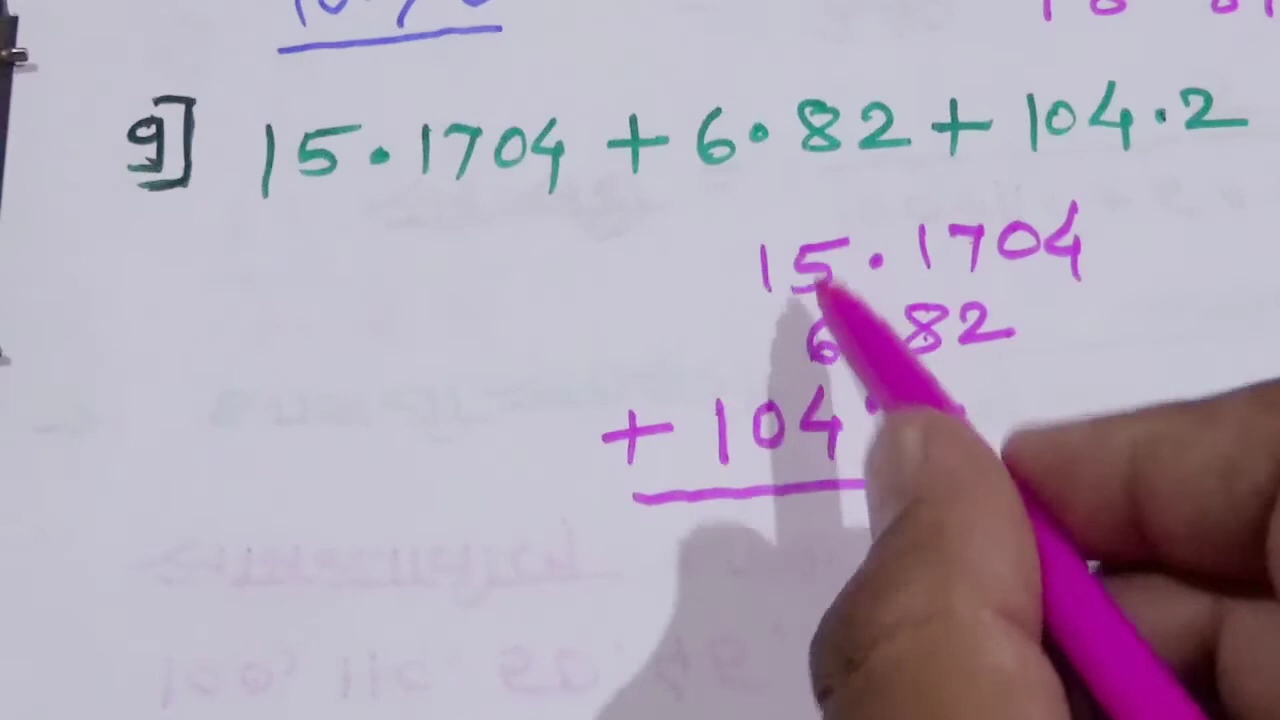 9] 15.1704 + 6.82 + 104.2
15.1704
6 82
+ 104.